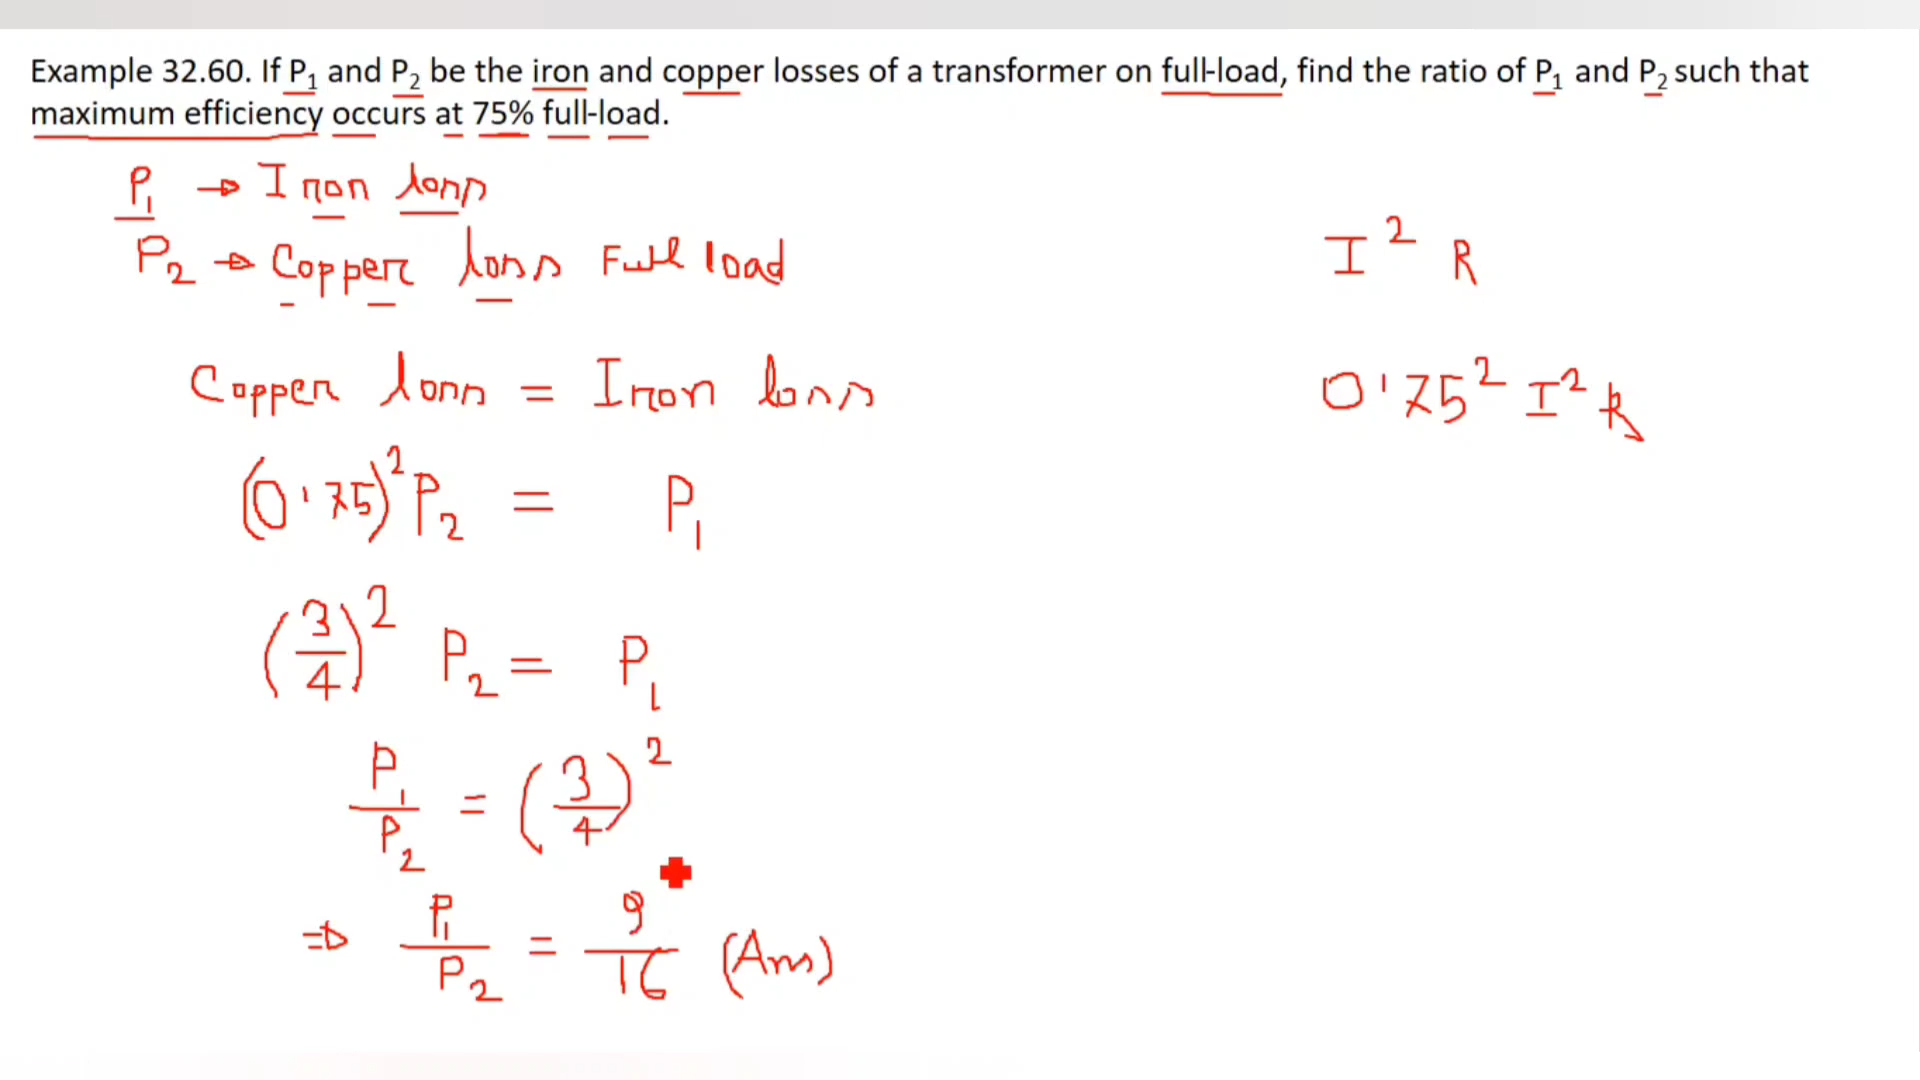 Example 32.60. If P₁ and P₂ be the iron and copper losses of a transformer on full-load, find the ratio of P₁ and P₂ such that
maximum efficiency occurs at 75% full-load.
P₁ → Iron loss
P₂ → Copper loss Full load
I² R
Copper loss = Iron loss
0.75² I² R
(0.75)² P₂ = P₁
(3/4)² P₂ = P₁
P₁/P₂ = (3/4)²
⇒ P₁/P₂ = 9/16 (Ans)